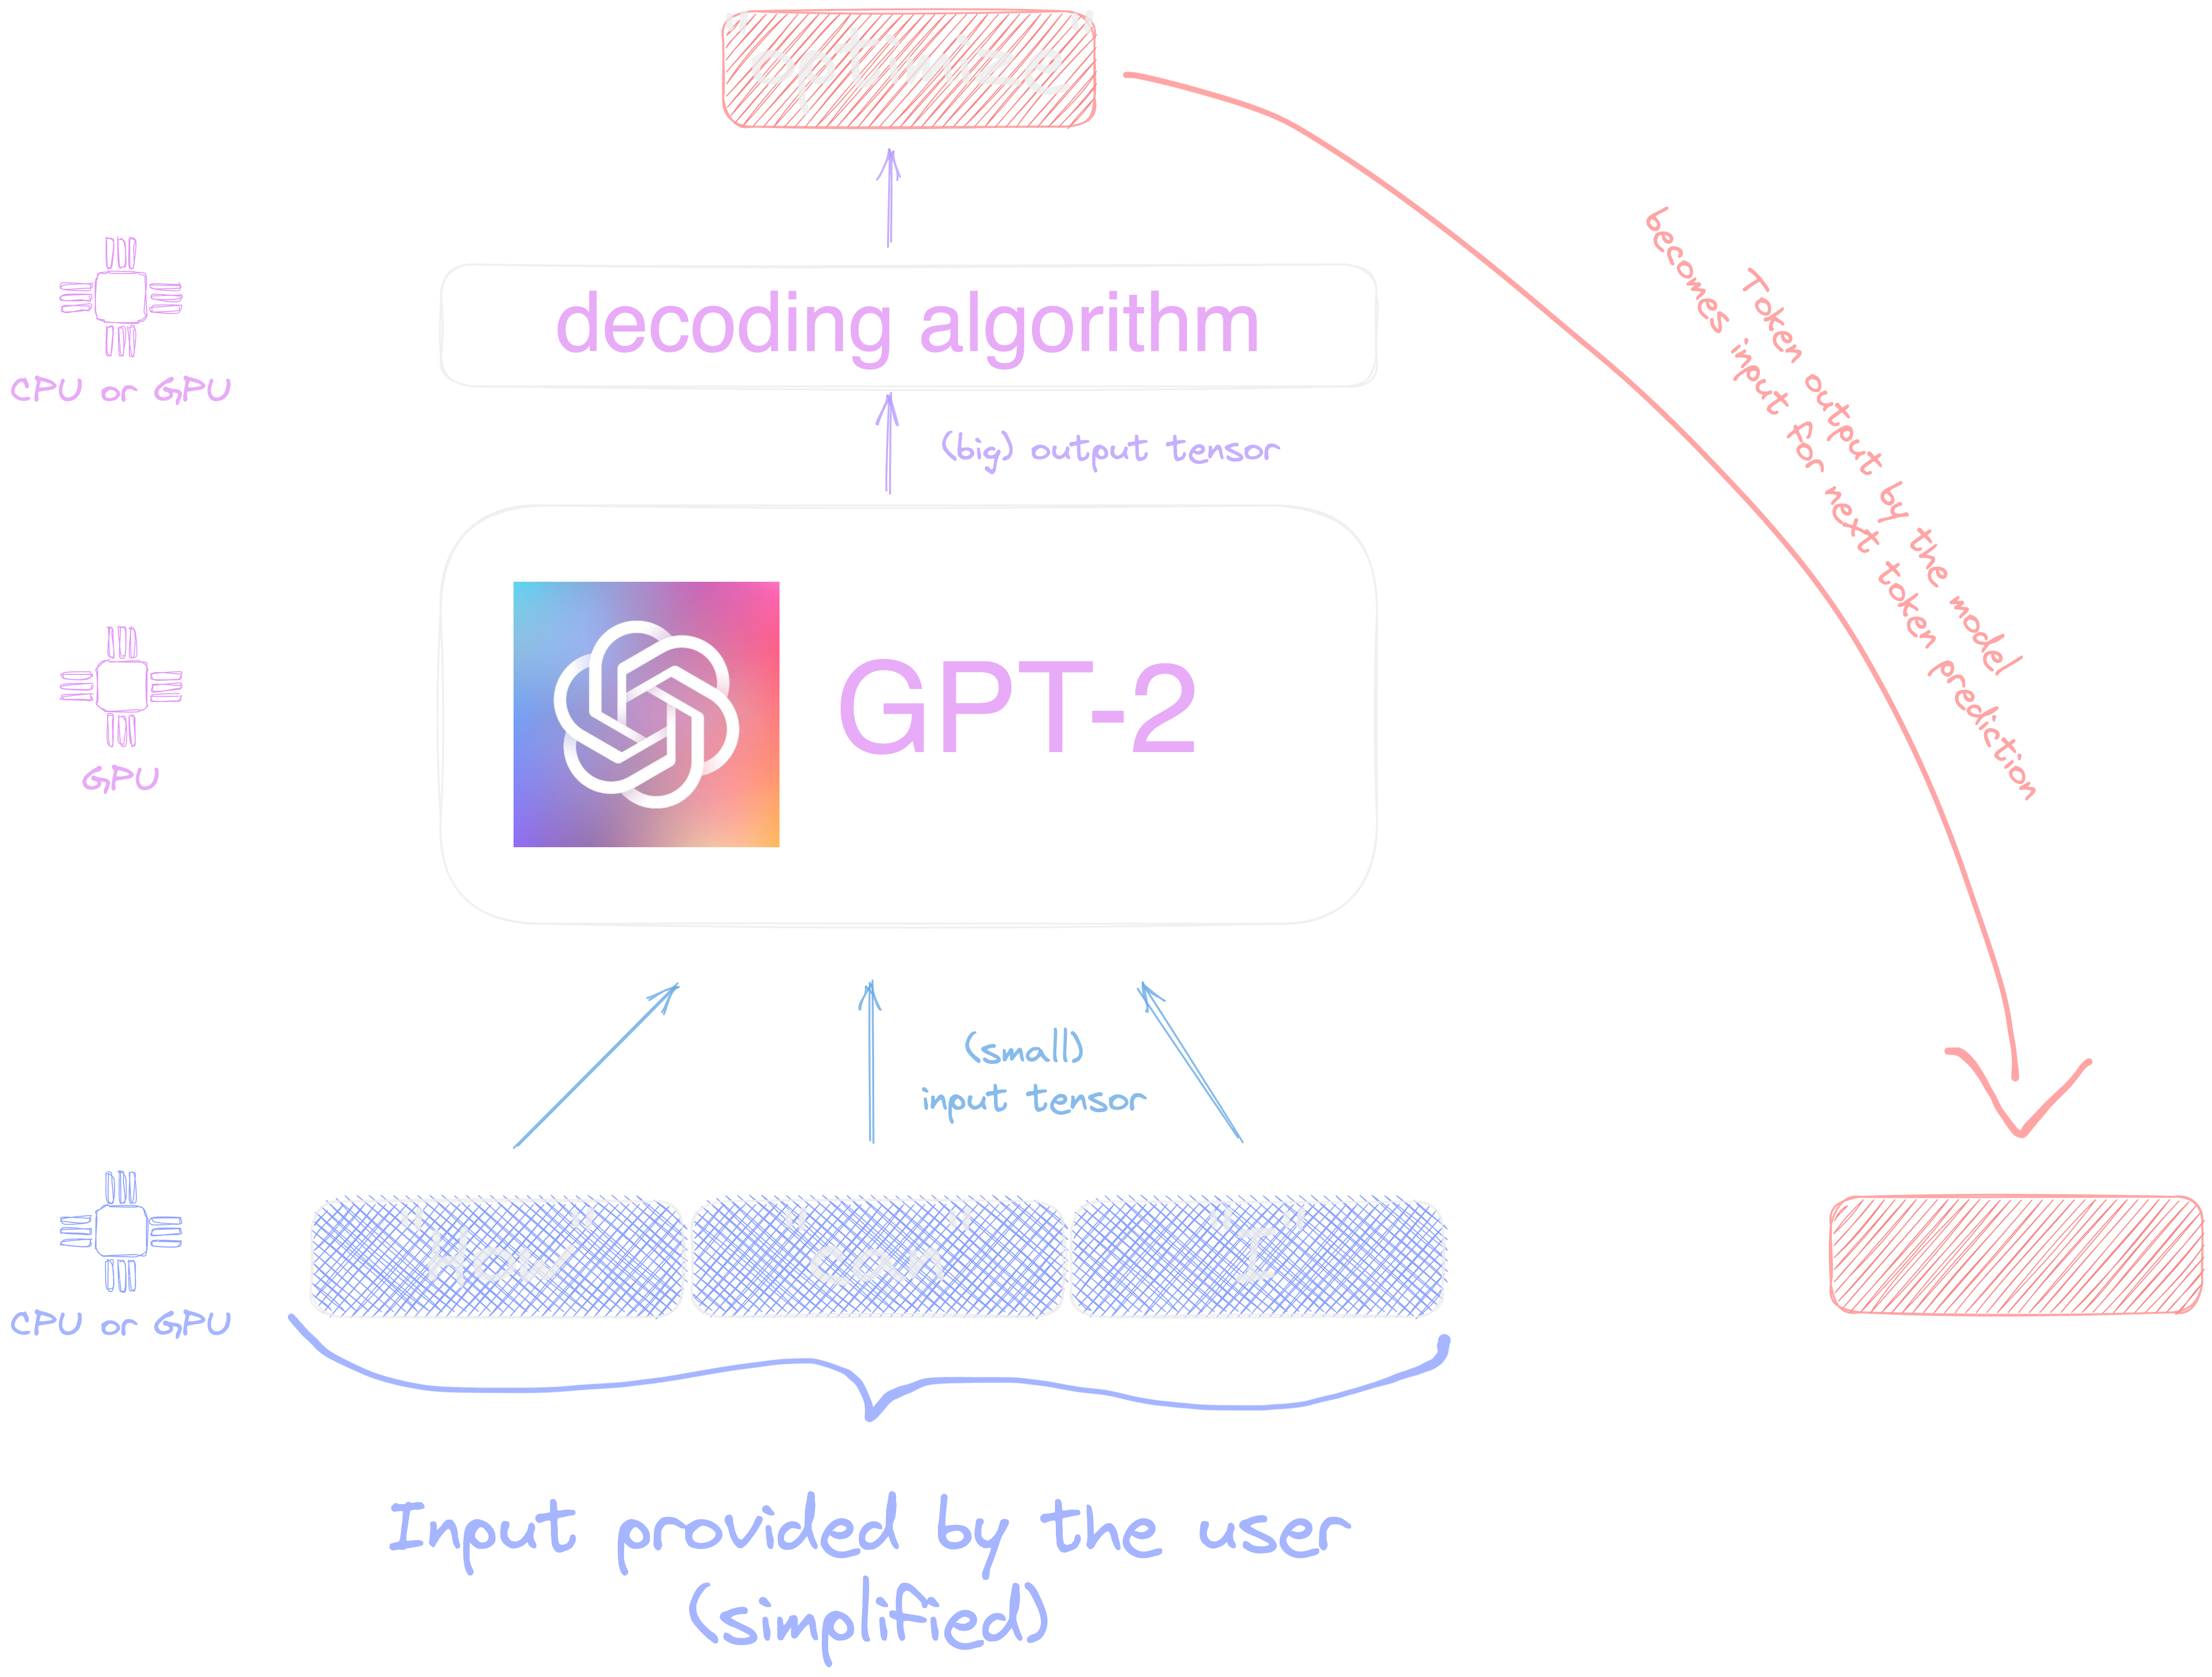 "optimize"
decoding algorithm
CPU or GPU
(big) output tensor
Token output by the model
becomes input for next token prediction
GPT-2
GPU
(small)
input tensor
"How"
"can"
"I"
CPU or GPU
Input provided by the user
(simplified)